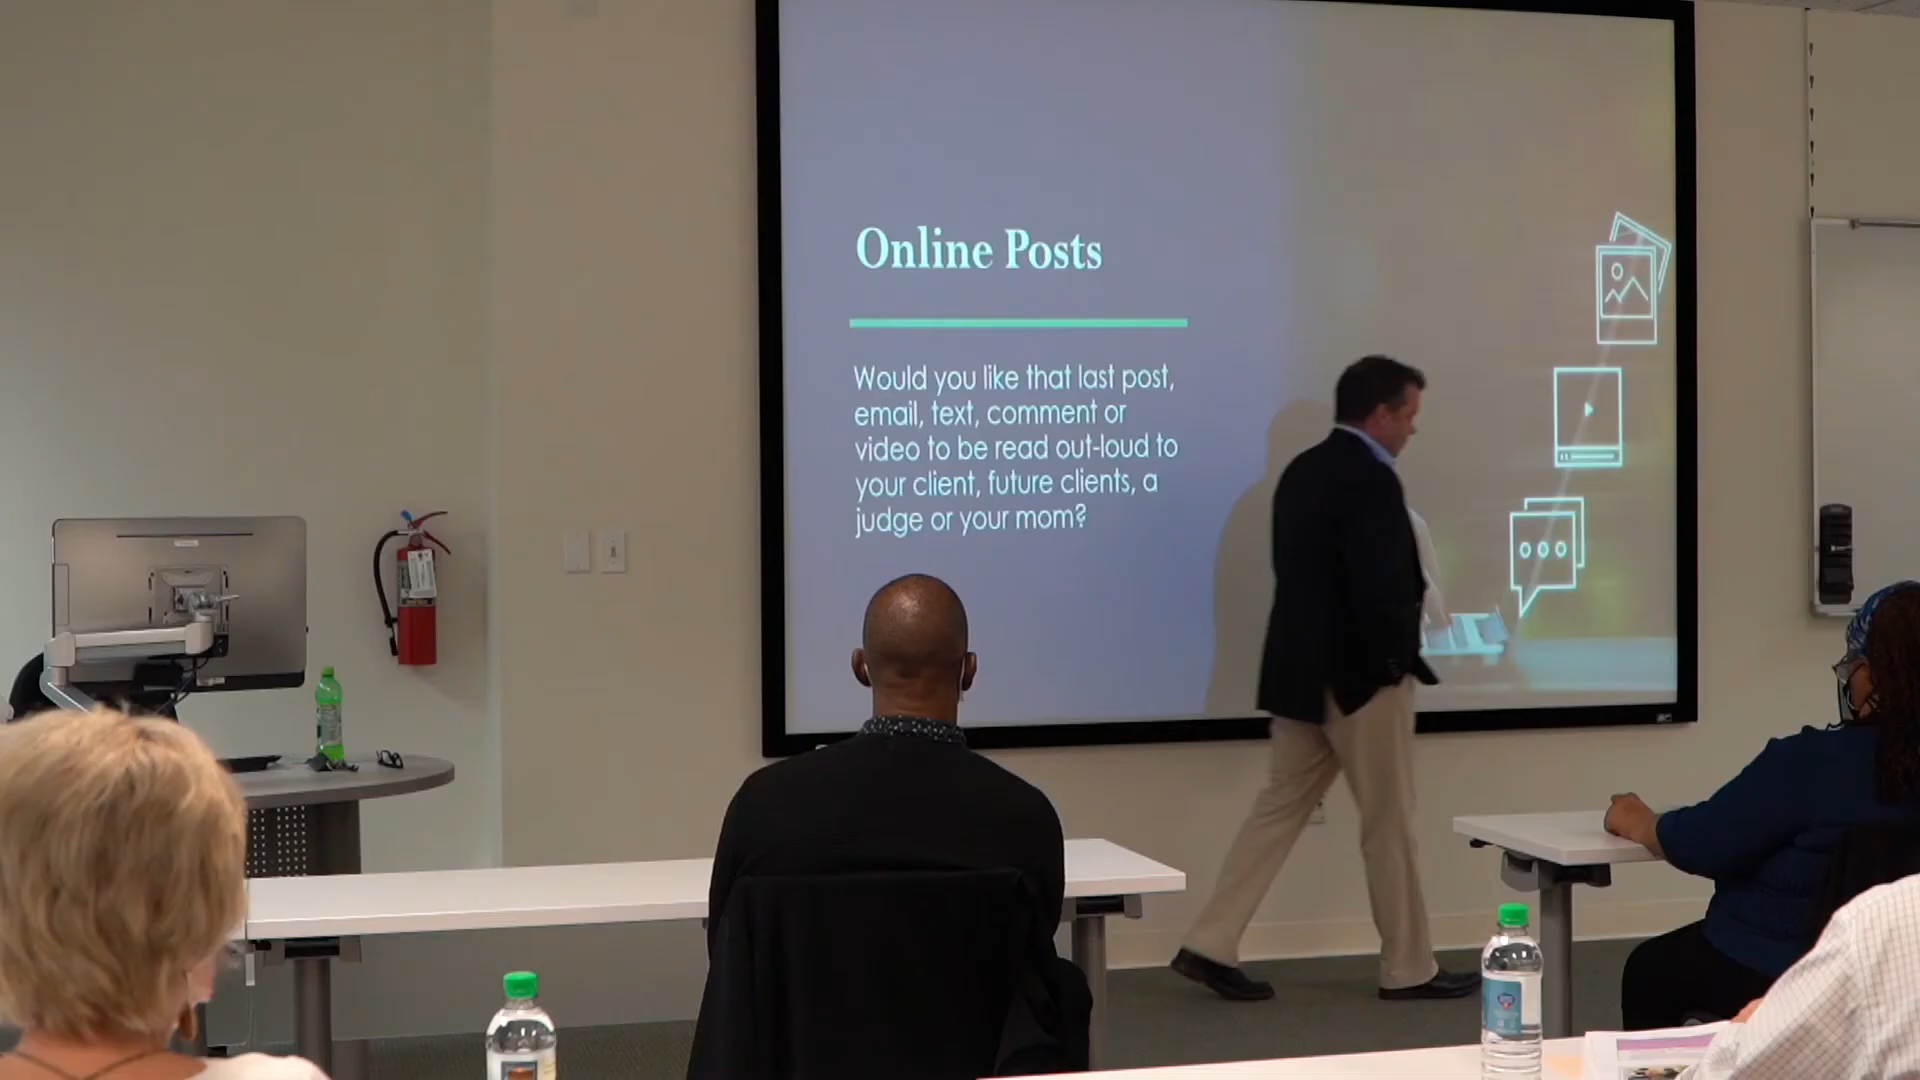 Online Posts
Would you like that last post,
email, text, comment or
video to be read out-loud to
your client, future clients, a
judge or your mom?